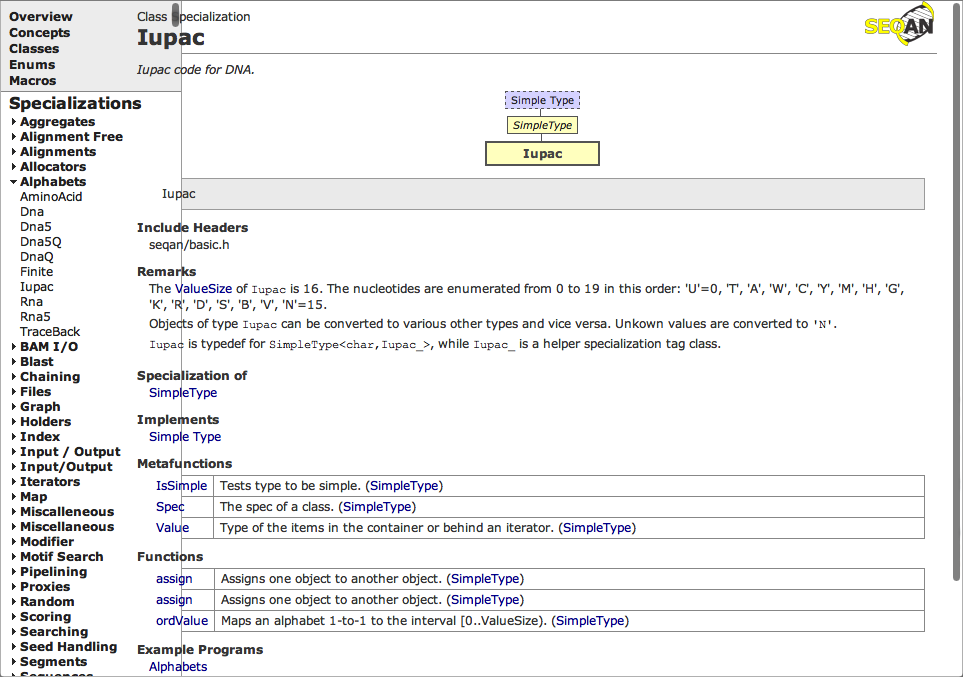 Overview
Concepts
Classes
Enums
Macros
Specializations
Aggregates
Alignment Free
Alignments
Allocators
Alphabets
AminoAcid
Dna
Dna5
Dna5Q
DnaQ
Finite
Iupac
Rna
Rna5
TraceBack
BAM I/O
Blast
Chaining
Files
Graph
Holders
Index
Input / Output
Input/Output
Iterators
Map
Miscalleneous
Miscellaneous
Modifier
Motif Search
Pipelining
Proxies
Random
Scoring
Searching
Seed Handling
Segments
Sequences
Class Specialization
Iupac
SEQAN
Iupac code for DNA.
Simple Type
SimpleType
Iupac
Iupac
Include Headers
seqan/basic.h
Remarks
The ValueSize of Iupac is 16. The nucleotides are enumerated from 0 to 19 in this order: 'U'=0, 'T', 'A', 'W', 'C', 'Y', 'M', 'H', 'G',
'K', 'R', 'D', 'S', 'B', 'V', 'N'=15.
Objects of type Iupac can be converted to various other types and vice versa. Unkown values are converted to 'N'.
Iupac is typedef for SimpleType<char,Iupac_>, while Iupac_ is a helper specialization tag class.
Specialization of
SimpleType
Implements
Simple Type
Metafunctions
IsSimple Tests type to be simple. (SimpleType)
Spec The spec of a class. (SimpleType)
Value Type of the items in the container or behind an iterator. (SimpleType)
Functions
assign Assigns one object to another object. (SimpleType)
assign Assigns one object to another object. (SimpleType)
ordValue Maps an alphabet 1-to-1 to the interval [0..ValueSize). (SimpleType)
Example Programs
Alphabets